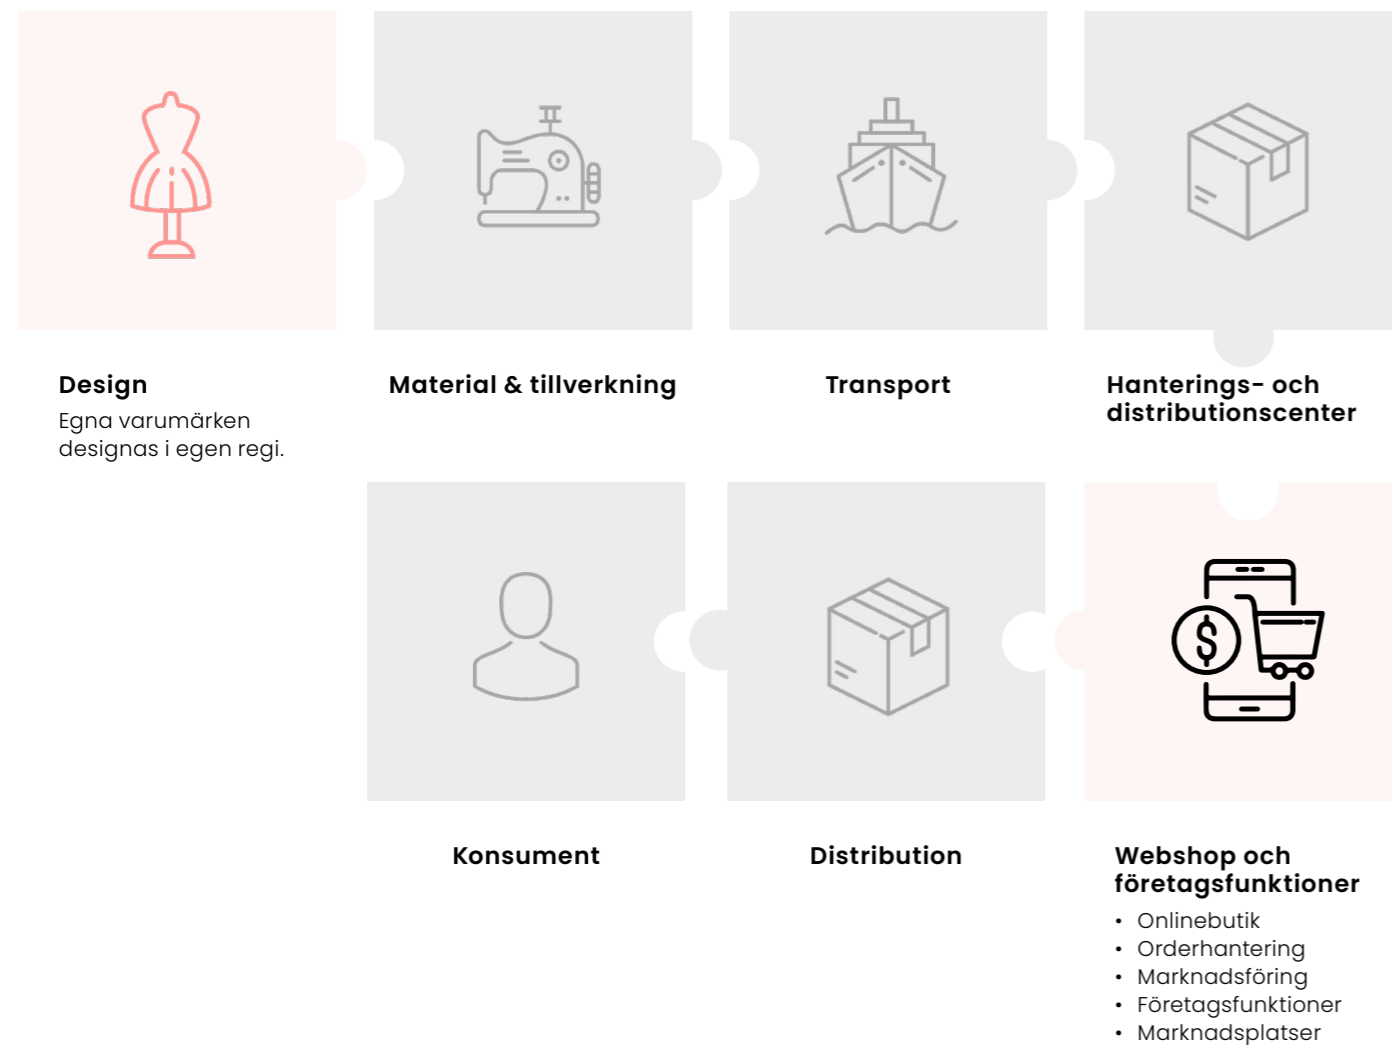 Design
Egna varumärken
designas i egen regi.
Material & tillverkning
Transport
Hanterings- och
distributionscenter
$
Konsument
Distribution
Webshop och
företagsfunktioner
• Onlinebutik
• Orderhantering
• Marknadsföring
• Företagsfunktioner
• Marknadsplatser